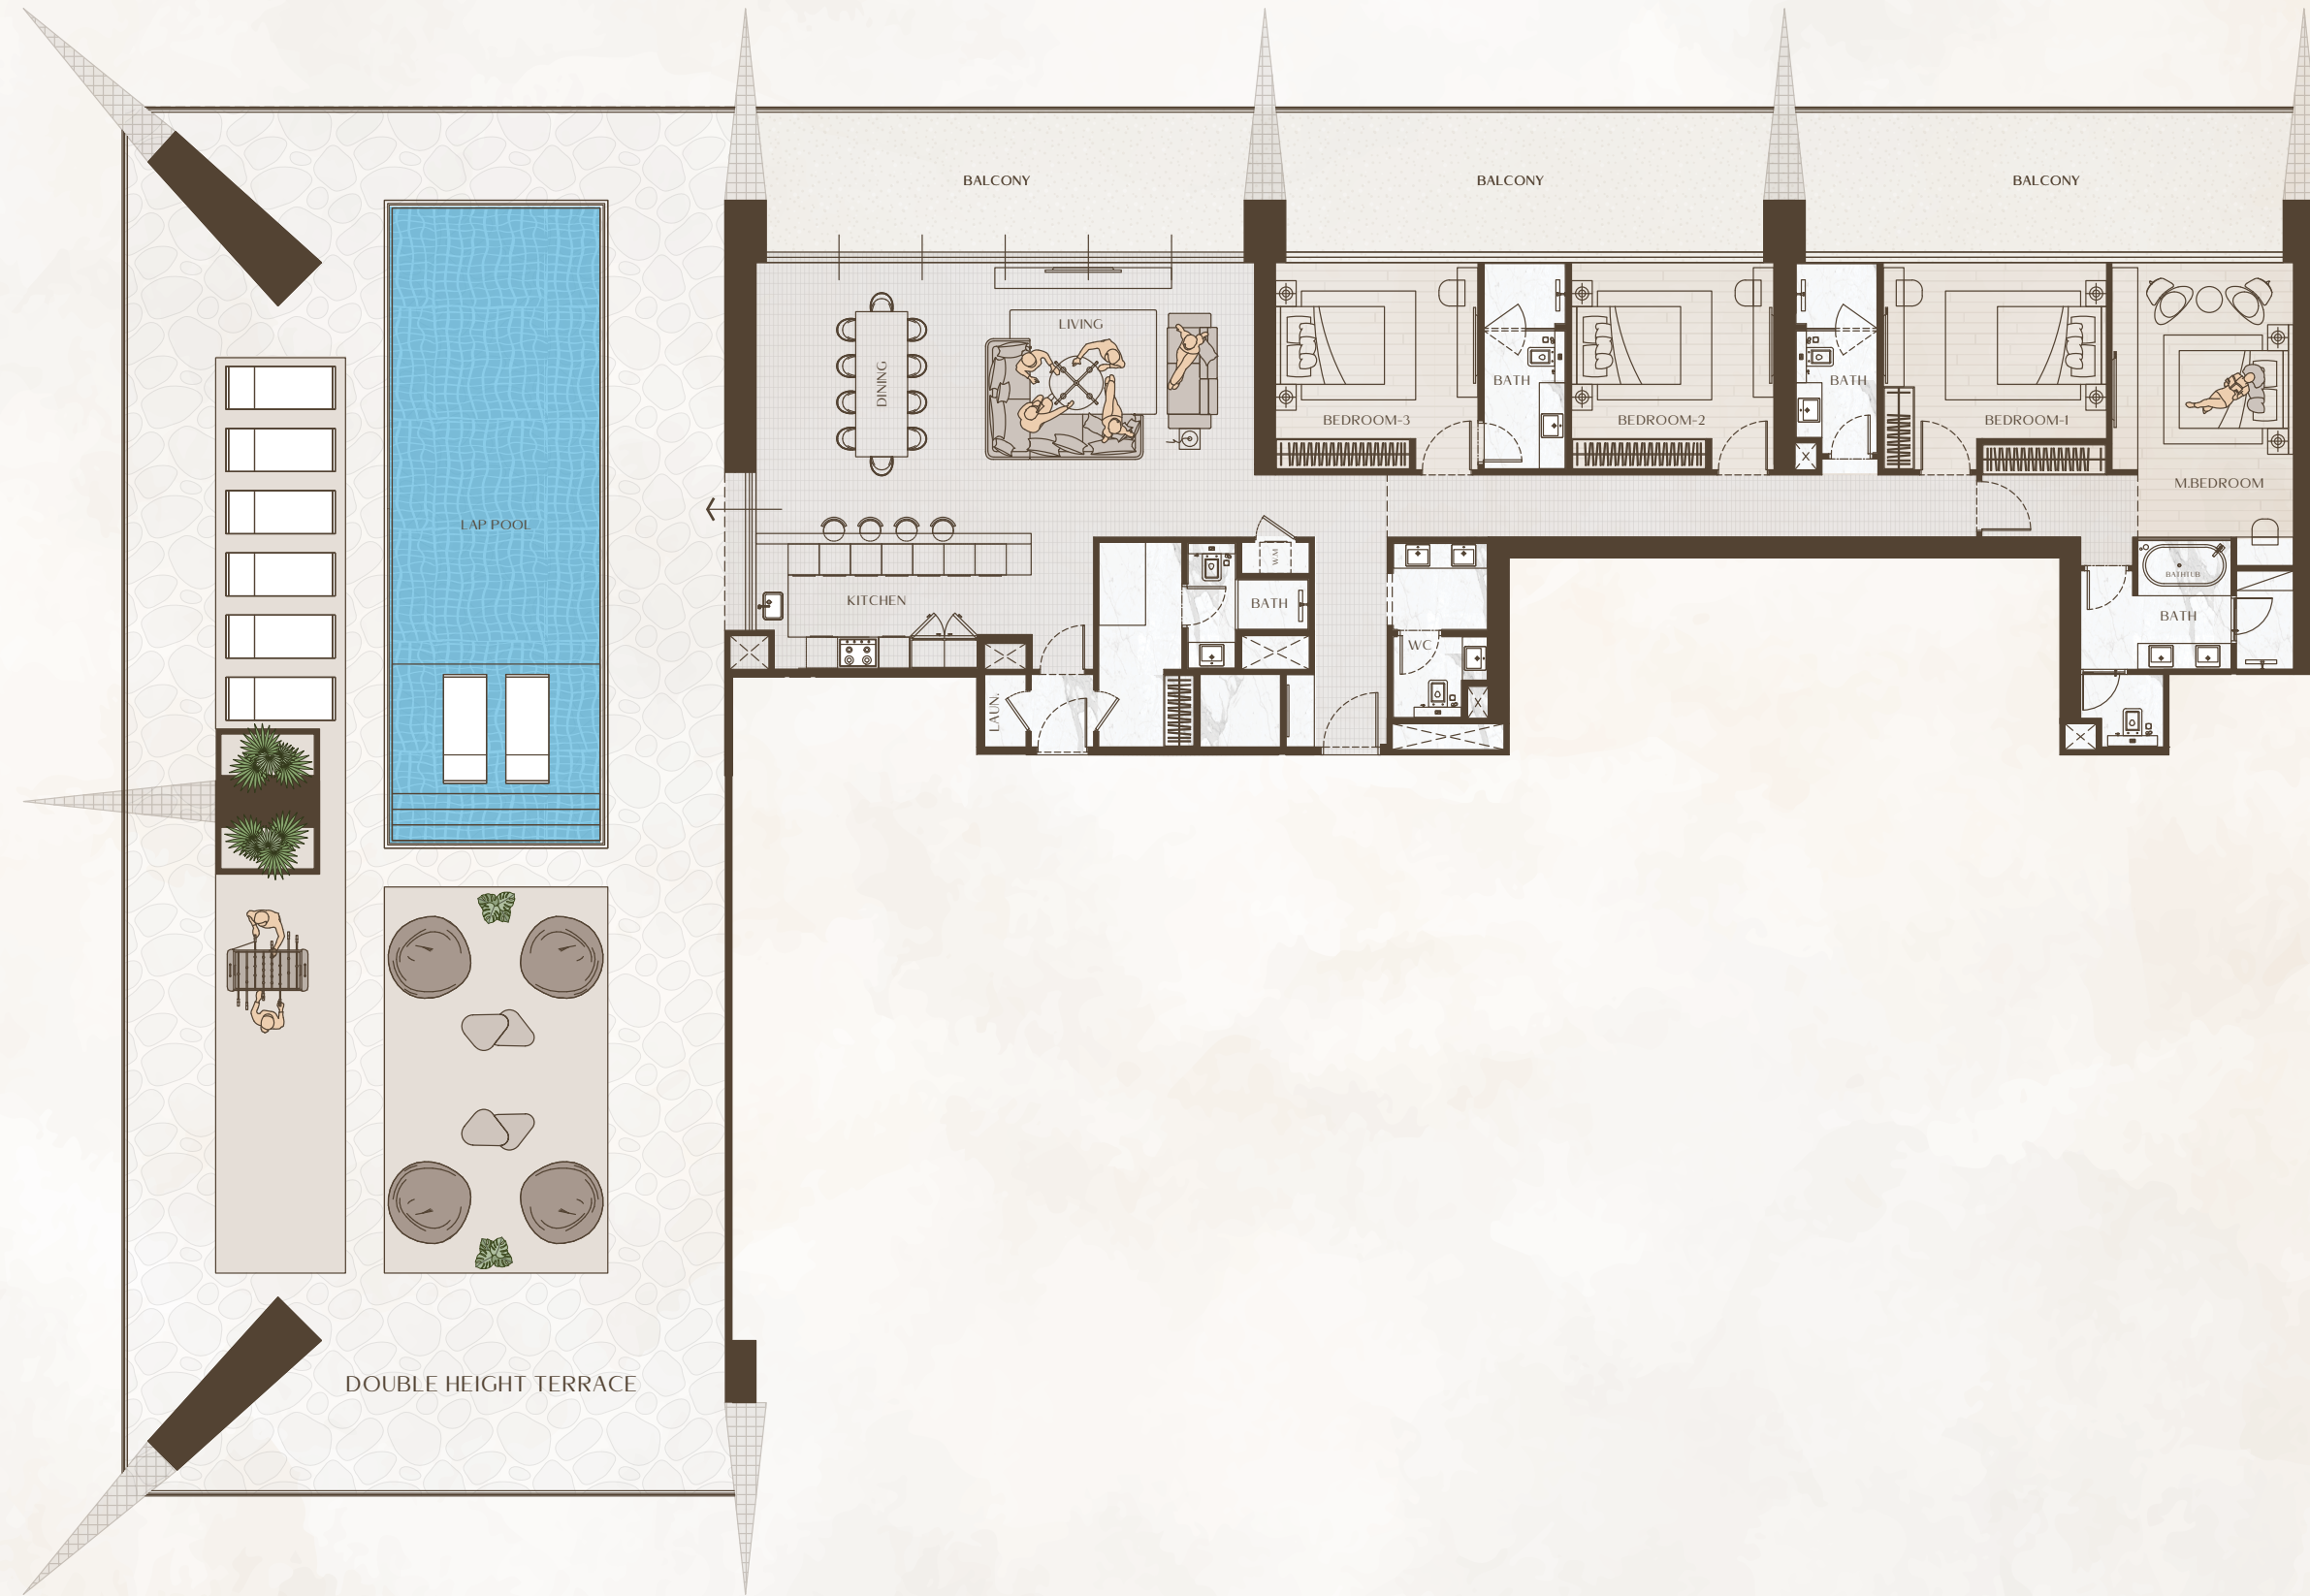 BALCONY
BALCONY
BALCONY
LIVING
DINING
BATH
BATH
BEDROOM-3
BEDROOM-2
BEDROOM-1
M.BEDROOM
LAP POOL
W.M
BATHTUB
KITCHEN
BATH
BATH
WC
LAUN.
DOUBLE HEIGHT TERRACE